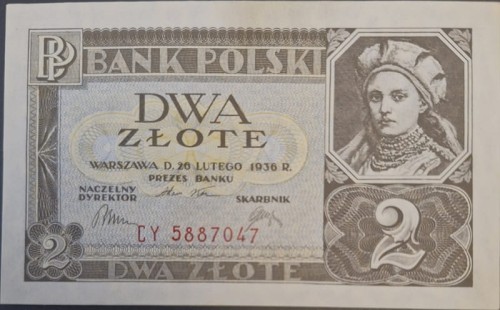 BP BANK POLSKI
DWA
ZŁOTE
WARSZAWA D. 26 LUTEGO 1936 R.
PREZES BANKU
NACZELNY
DYREKTOR
SKARBNIK
CY 5887047
2
2
DWA ZŁOTE